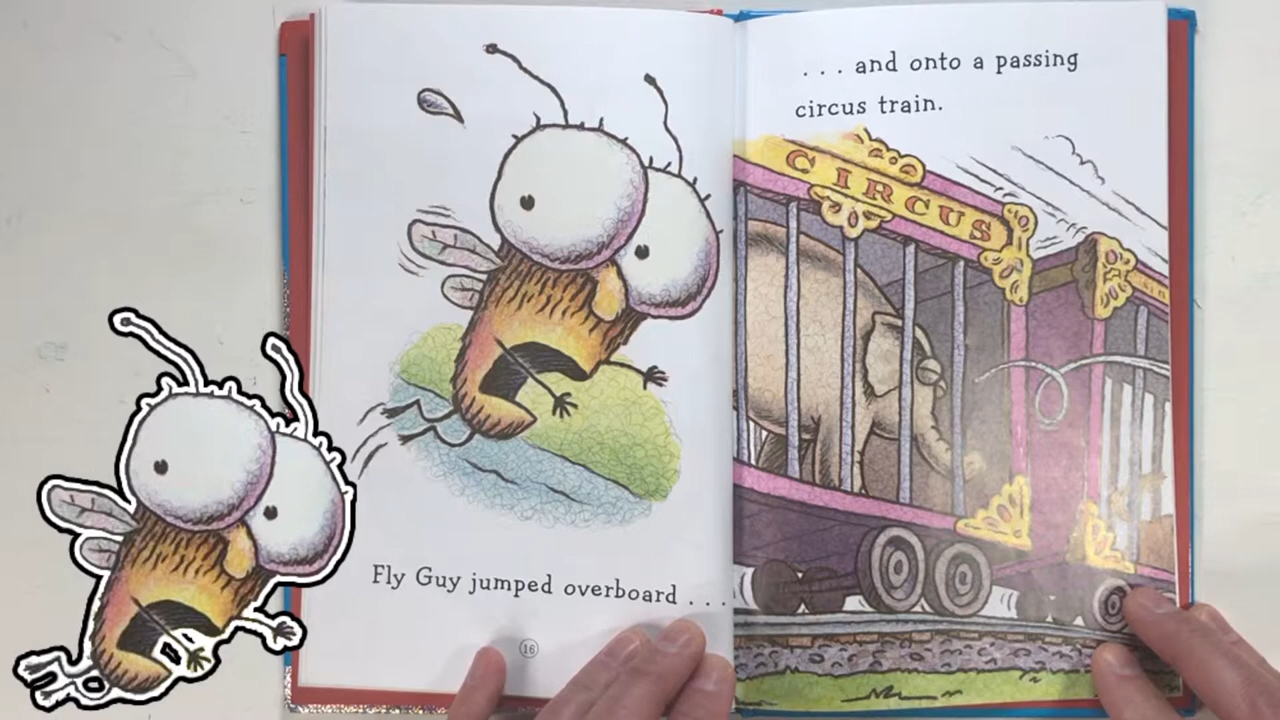 Fly Guy jumped overboard . . .
16
. . . and onto a passing
circus train.
CIRCUS